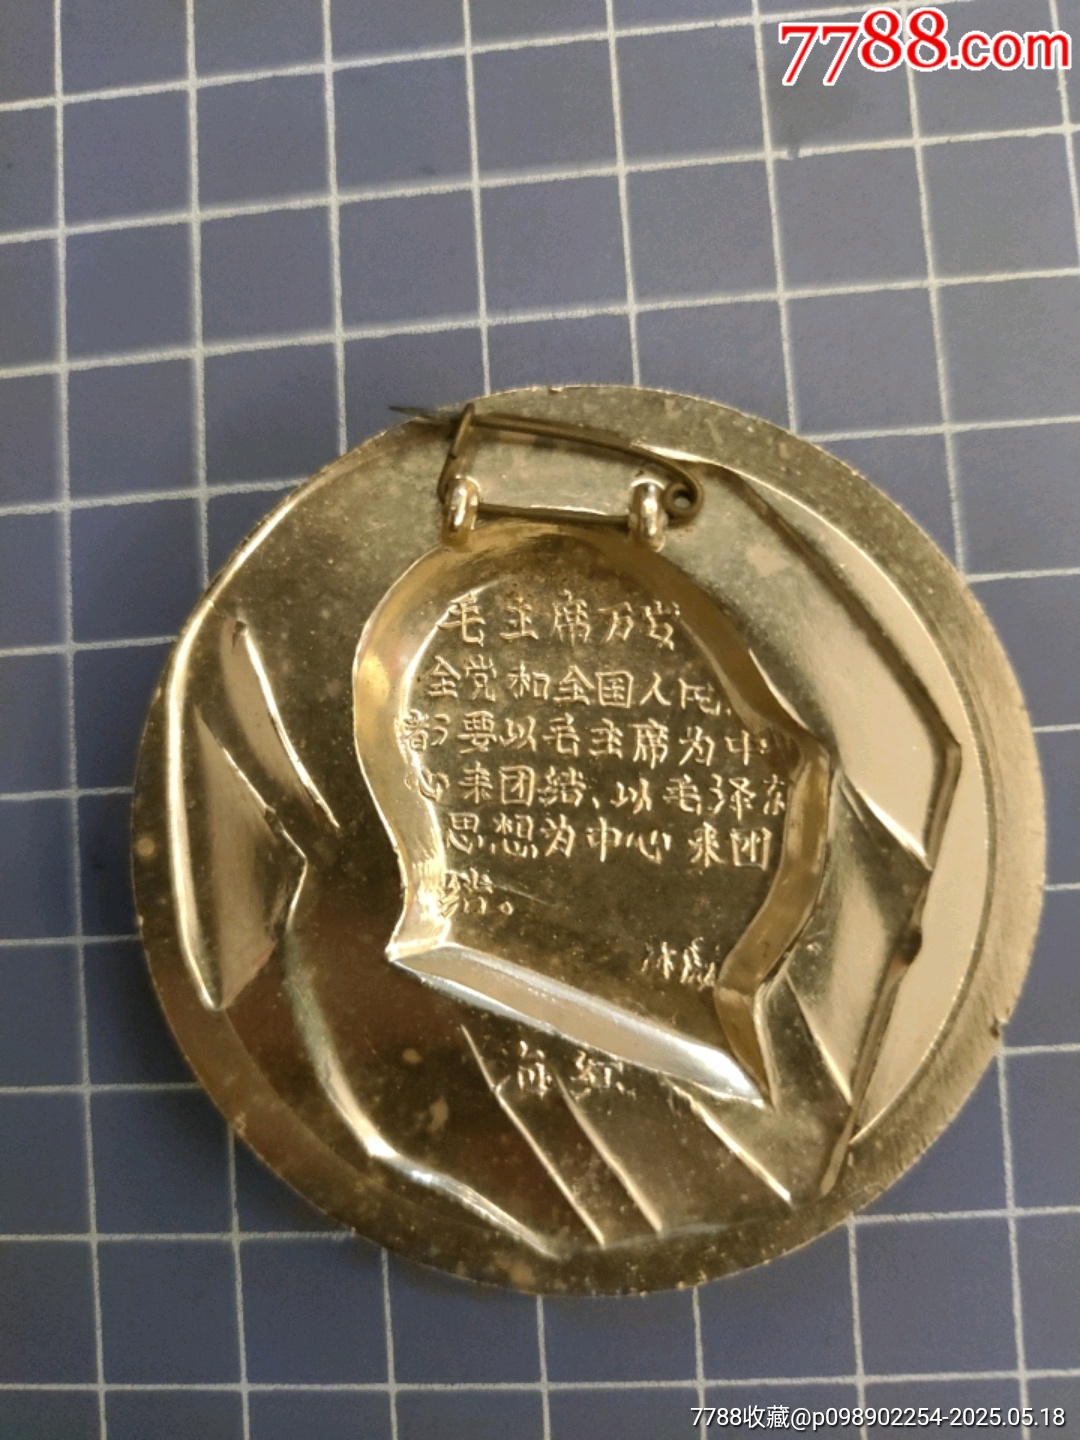 7788.com
毛主席万岁
全党和全国人民、
都要以毛主席为中
心来团结、以毛泽东
思想为中心来团
结。
林彪
红
7788收藏@p098902254-2025.05.18